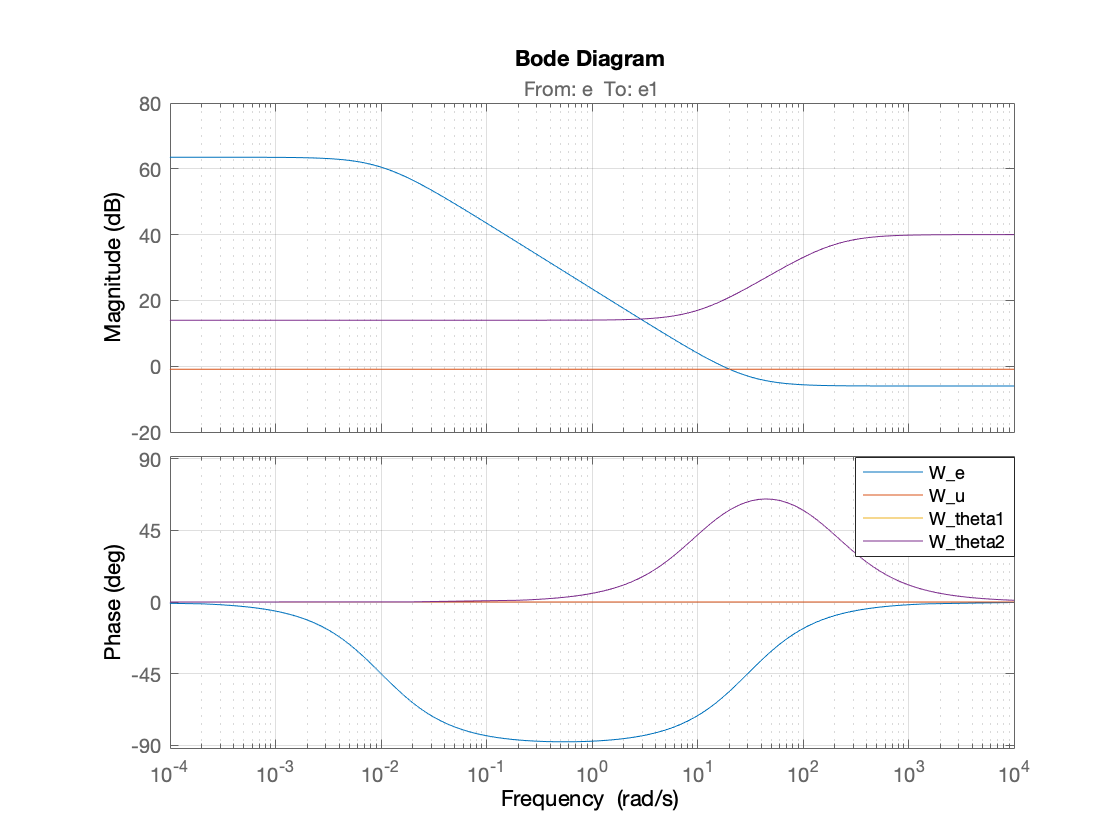 Bode Diagram
From: e  To: e1
80
60
40
20
0
-20
Magnitude (dB)
90
45
0
-45
-90
Phase (deg)
W_e
W_u
W_theta1
W_theta2
10^-4 10^-3 10^-2 10^-1 10^0 10^1 10^2 10^3 10^4
Frequency  (rad/s)